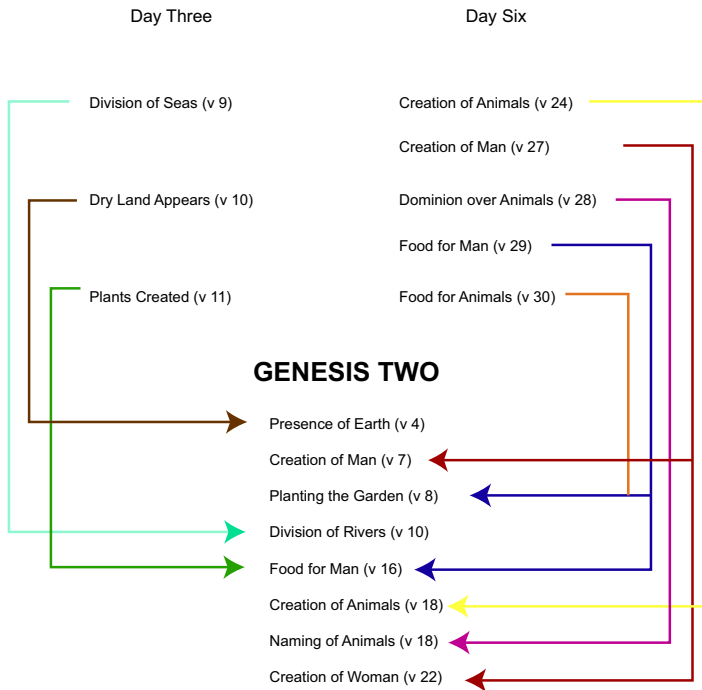 Day Three
Day Six
Division of Seas (v 9)
Creation of Animals (v 24)
Creation of Man (v 27)
Dry Land Appears (v 10)
Dominion over Animals (v 28)
Food for Man (v 29)
Plants Created (v 11)
Food for Animals (v 30)
GENESIS TWO
Presence of Earth (v 4)
Creation of Man (v 7)
Planting the Garden (v 8)
Division of Rivers (v 10)
Food for Man (v 16)
Creation of Animals (v 18)
Naming of Animals (v 18)
Creation of Woman (v 22)